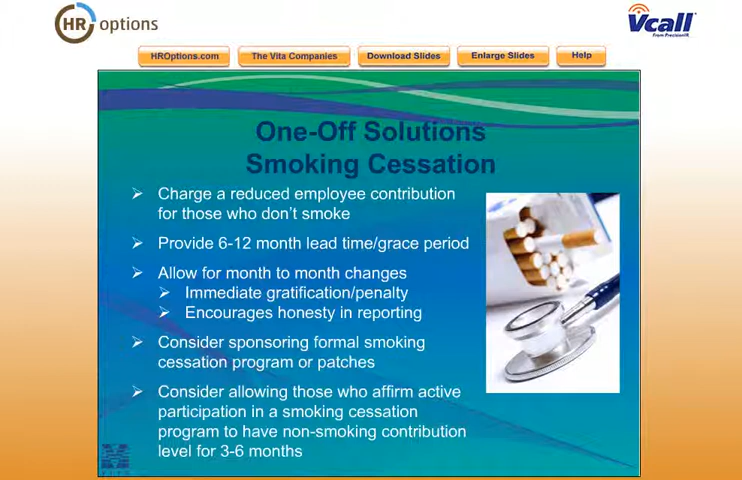 HR options
Vcall
From PrecisionIR
HROptions.com
The Vita Companies
Download Slides
Enlarge Slides
Help
One-Off Solutions
Smoking Cessation
➢ Charge a reduced employee contribution
for those who don't smoke
➢ Provide 6-12 month lead time/grace period
➢ Allow for month to month changes
➢ Immediate gratification/penalty
➢ Encourages honesty in reporting
➢ Consider sponsoring formal smoking
cessation program or patches
➢ Consider allowing those who affirm active
participation in a smoking cessation
program to have non-smoking contribution
level for 3-6 months